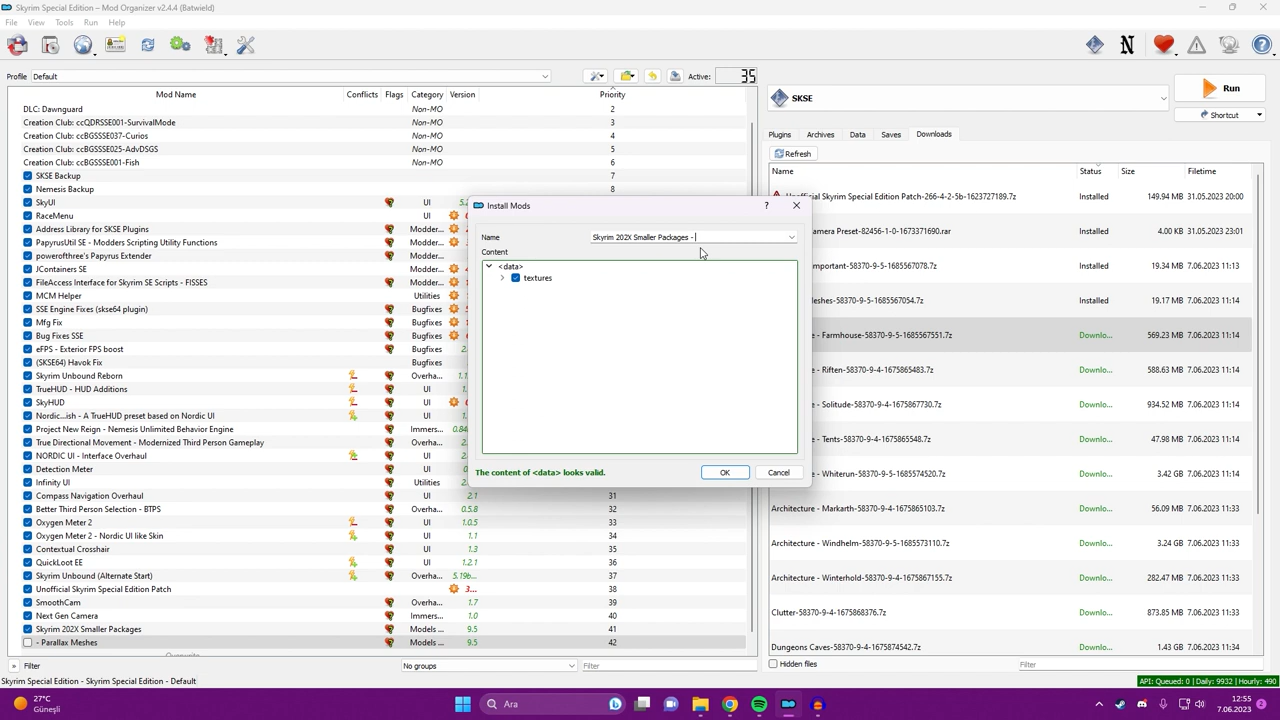 Skyrim Special Edition – Mod Organizer v2.4.4 (Batwield)
File View Tools Run Help
Profile Default Active: 35
Mod Name Conflicts Flags Category Version Priority
DLC: Dawnguard Non-MO 2
Creation Club: ccQDRSSE001-SurvivalMode Non-MO 3
Creation Club: ccBGSSSE037-Curios Non-MO 4
Creation Club: ccBGSSSE025-AdvDSGS Non-MO 5
Creation Club: ccBGSSSE001-Fish Non-MO 6
SKSE Backup 7
Nemesis Backup 8
SkyUI UI
RaceMenu UI
Address Library for SKSE Plugins Modder...
PapyrusUtil SE - Modders Scripting Utility Functions Modder...
powerofthree's Papyrus Extender Modder...
JContainers SE Modder...
FileAccess Interface for Skyrim SE Scripts - FISSES Modder...
MCM Helper Utilities
SSE Engine Fixes (skse64 plugin) Bugfixes
Mfg Fix Bugfixes
Bug Fixes SSE Bugfixes
eFPS - Exterior FPS boost Bugfixes
(SKSE64) Havok Fix Bugfixes
Skyrim Unbound Reborn Overha...
TrueHUD - HUD Additions UI
SkyHUD UI
Nordic...ish - A TrueHUD preset based on Nordic UI UI
Project New Reign - Nemesis Unlimited Behavior Engine Immers...
True Directional Movement - Modernized Third Person Gameplay
NORDIC UI - Interface Overhaul UI
Detection Meter UI
Infinity UI Utilities
Compass Navigation Overhaul UI 2.1 31
Better Third Person Selection - BTPS UI 0.5.8 32
Oxygen Meter 2 UI 1.0.5 33
Oxygen Meter 2 - Nordic UI like Skin UI 1.1 34
Contextual Crosshair UI 1.3 35
QuickLoot EE UI 1.2.1 36
Skyrim Unbound (Alternate Start) Overha... 5.19b... 37
Unofficial Skyrim Special Edition Patch 3... 38
SmoothCam Overha... 1.7 39
Next Gen Camera Immers... 1.0 40
Skyrim 202X Smaller Packages Models ... 9.5 41
- Parallax Meshes Models ... 9.5 42
» Filter No groups Filter
Skyrim Special Edition - Skyrim Special Edition - Default
Install Mods ?
Name Skyrim 202X Smaller Packages -
Content
<data>
textures
The content of <data> looks valid.
OK Cancel
SKSE Run
Shortcut
Plugins Archives Data Saves Downloads
Refresh
Name Status Size Filetime
Unofficial Skyrim Special Edition Patch-266-4-2-5b-1623727189.7z Installed 149.94 MB 31.05.2023 20:00
amera Preset-82456-1-0-1671390690.rar Installed 4.00 KB 31.05.2023 23:01
mportant-58370-9-5-1685567078.7z Installed 19.34 MB 7.06.2023 11:33
eshes-58370-9-5-1685567054.7z Installed 19.17 MB 7.06.2023 11:33
e - Farmhouse-58370-9-5-1685567551.7z Downlo... 569.23 MB 7.06.2023 11:33
e - Riften-58370-9-4-1675865483.7z Downlo... 588.63 MB 7.06.2023 11:33
e - Solitude-58370-9-4-1675867730.7z Downlo... 934.52 MB 7.06.2023 11:33
e - Tents-58370-9-4-1675865548.7z Downlo... 47.98 MB 7.06.2023 11:33
e - Whiterun-58370-9-5-1685574520.7z Downlo... 3.42 GB 7.06.2023 11:33
Architecture - Markarth-58370-9-4-1675865103.7z Downlo... 56.09 MB 7.06.2023 11:33
Architecture - Windhelm-58370-9-5-1685573110.7z Downlo... 3.24 GB 7.06.2023 11:33
Architecture - Winterhold-58370-9-4-1675867155.7z Downlo... 282.47 MB 7.06.2023 11:33
Clutter-58370-9-4-1675868376.7z Downlo... 873.85 MB 7.06.2023 11:34
Dungeons Caves-58370-9-4-1675874542.7z Downlo... 1.43 GB 7.06.2023 11:34
Hidden files Filter
API: Queued: 0 | Daily: 9932 | Hourly: 490
27°C
Güneşli
Ara
12:55
7.06.2023